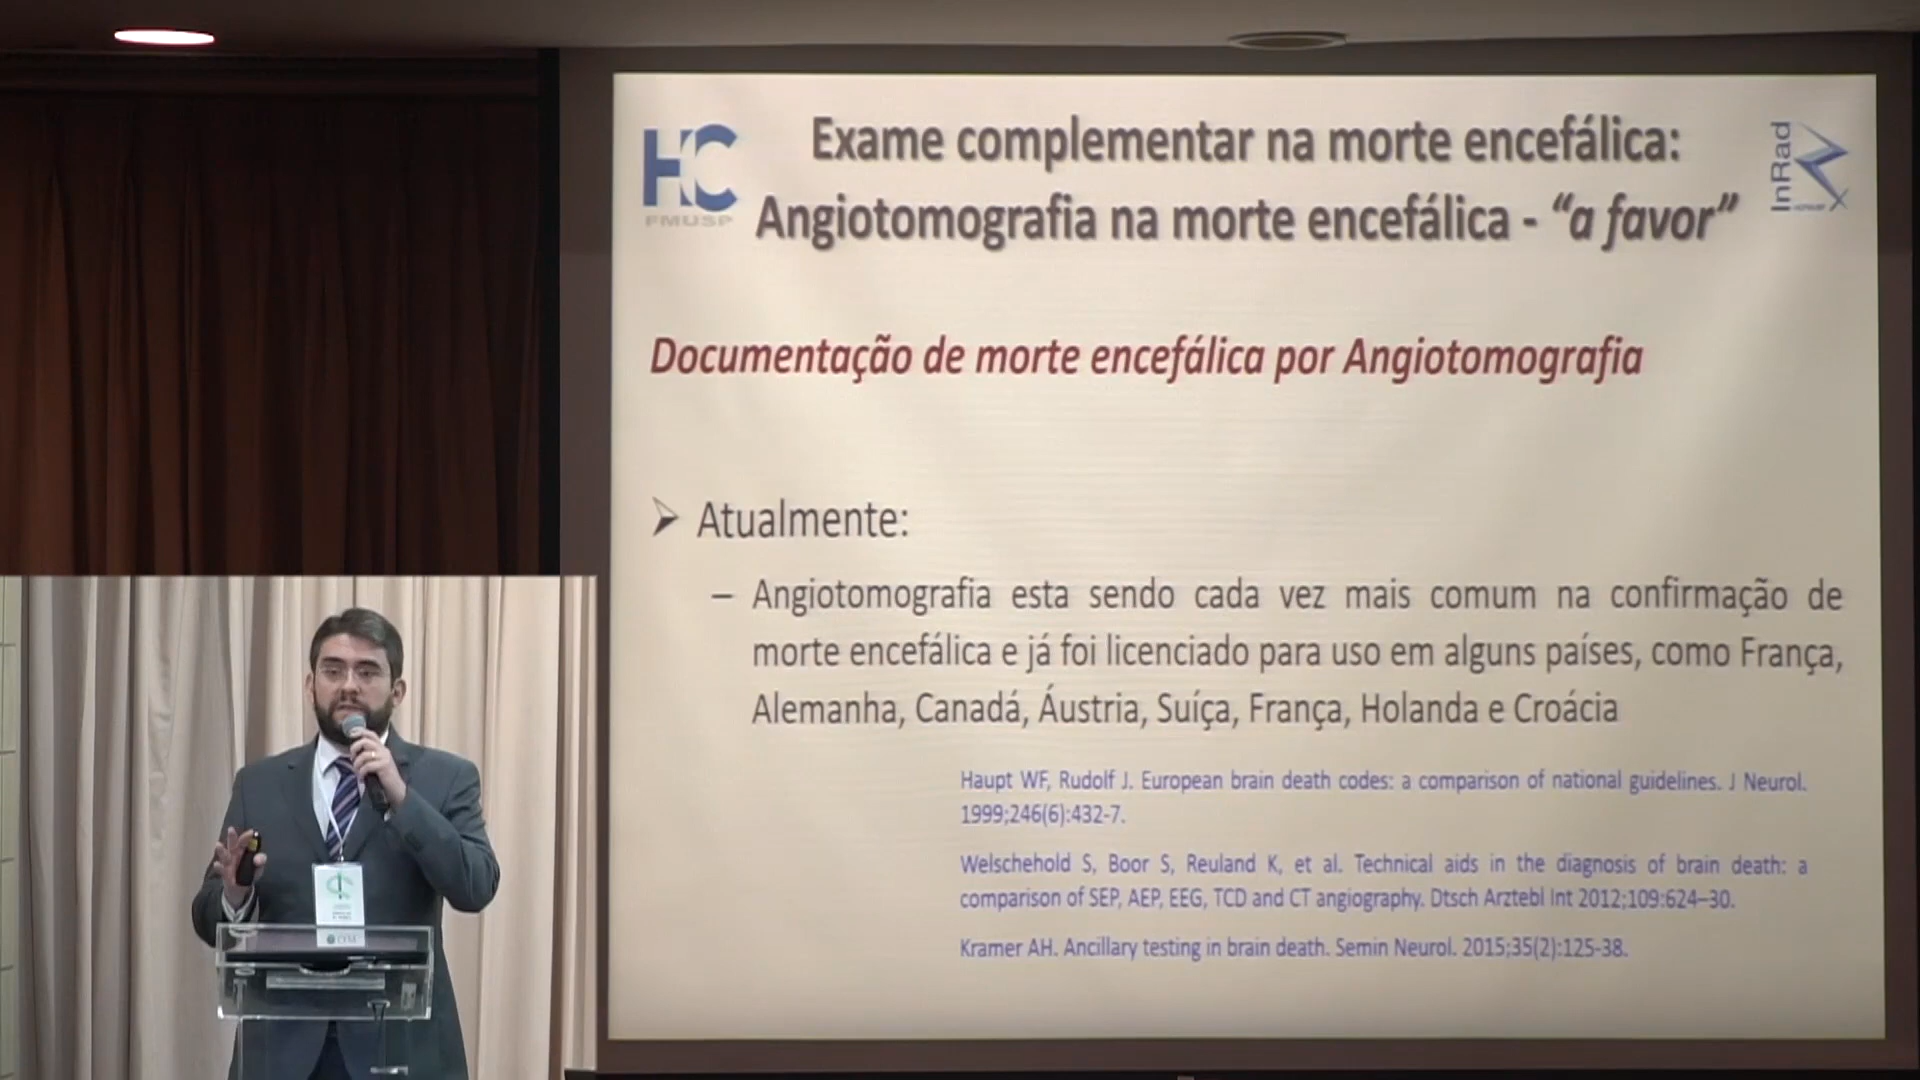 HC
FMUSP
Exame complementar na morte encefálica:
Angiotomografia na morte encefálica - “a favor”
InRad
Documentação de morte encefálica por Angiotomografia
Atualmente:
– Angiotomografia esta sendo cada vez mais comum na confirmação de
morte encefálica e já foi licenciado para uso em alguns países, como França,
Alemanha, Canadá, Áustria, Suíça, França, Holanda e Croácia
Haupt WF, Rudolf J. European brain death codes: a comparison of national guidelines. J Neurol.
1999;246(6):432-7.
Welschehold S, Boor S, Reuland K, et al. Technical aids in the diagnosis of brain death: a
comparison of SEP, AEP, EEG, TCD and CT angiography. Dtsch Arztebl Int 2012;109:624–30.
Kramer AH. Ancillary testing in brain death. Semin Neurol. 2015;35(2):125-38.